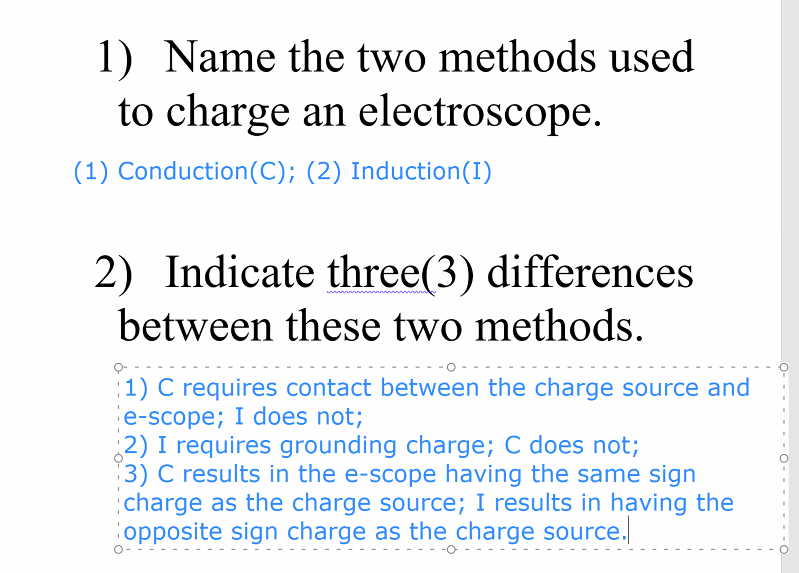 1) Name the two methods used
to charge an electroscope.
(1) Conduction(C); (2) Induction(I)
2) Indicate three(3) differences
between these two methods.
1) C requires contact between the charge source and
e-scope; I does not;
2) I requires grounding charge; C does not;
3) C results in the e-scope having the same sign
charge as the charge source; I results in having the
opposite sign charge as the charge source.